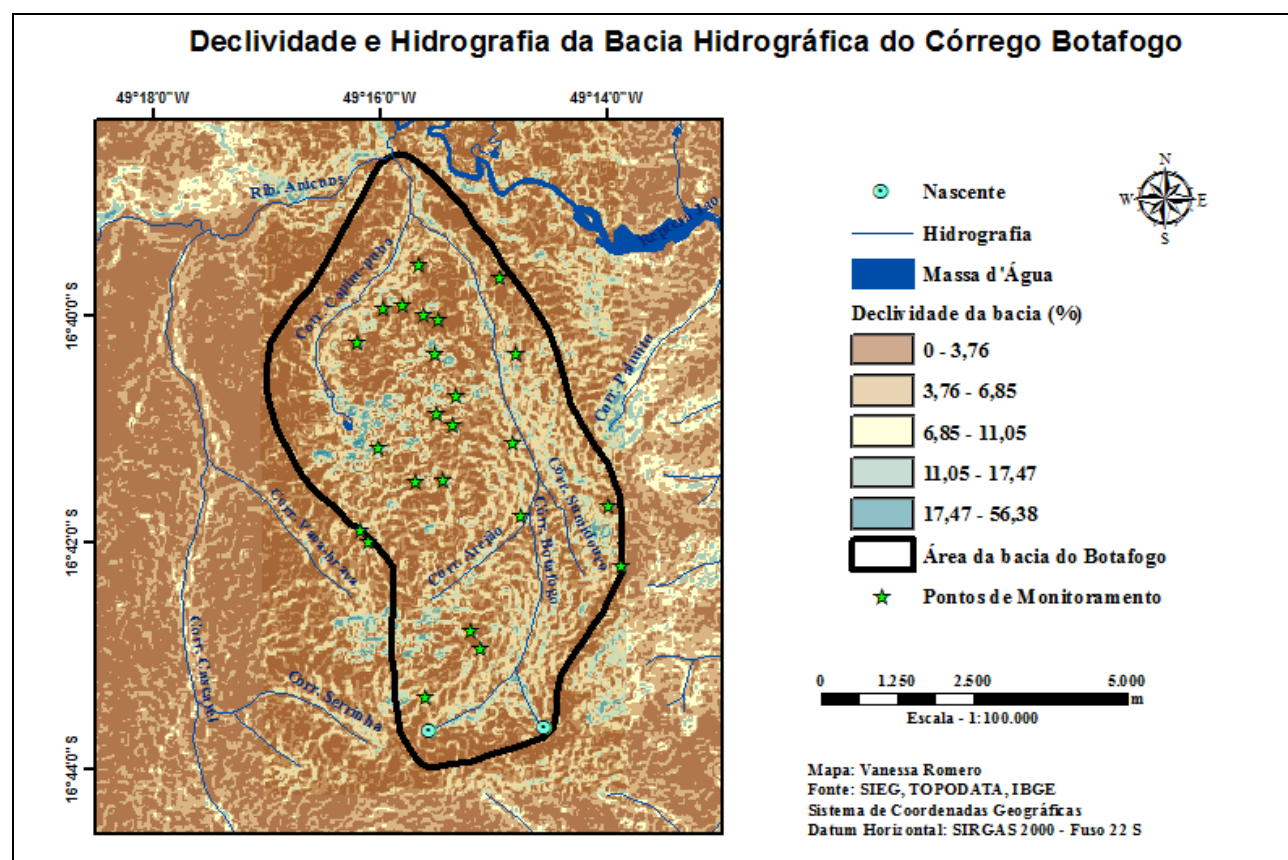 Declividade e Hidrografia da Bacia Hidrográfica do Córrego Botafogo
49°18'0"W
49°16'0"W
49°14'0"W
16°40'0" S
16°42'0" S
16°44'0" S
Rib. Anicuns
Represa Jao
Corr. Capim-puba
Corr. Palmito
Corr. Vaca-brava
Corr. Sumidouro
Corr. Botafogo
Corr. Areião
Corr. Cascavel
Corr. Serrinha
N
W
E
S
Nascente
Hidrografia
Massa d'Água
Declividade da bacia (%)
0 - 3,76
3,76 - 6,85
6,85 - 11,05
11,05 - 17,47
17,47 - 56,38
Área da bacia do Botafogo
Pontos de Monitoramento
0 1.250 2.500 5.000
m
Escala - 1:100.000
Mapa: Vanessa Romero
Fonte: SIEG, TOPODATA, IBGE
Sistema de Coordenadas Geográficas
Datum Horizontal: SIRGAS 2000 - Fuso 22 S